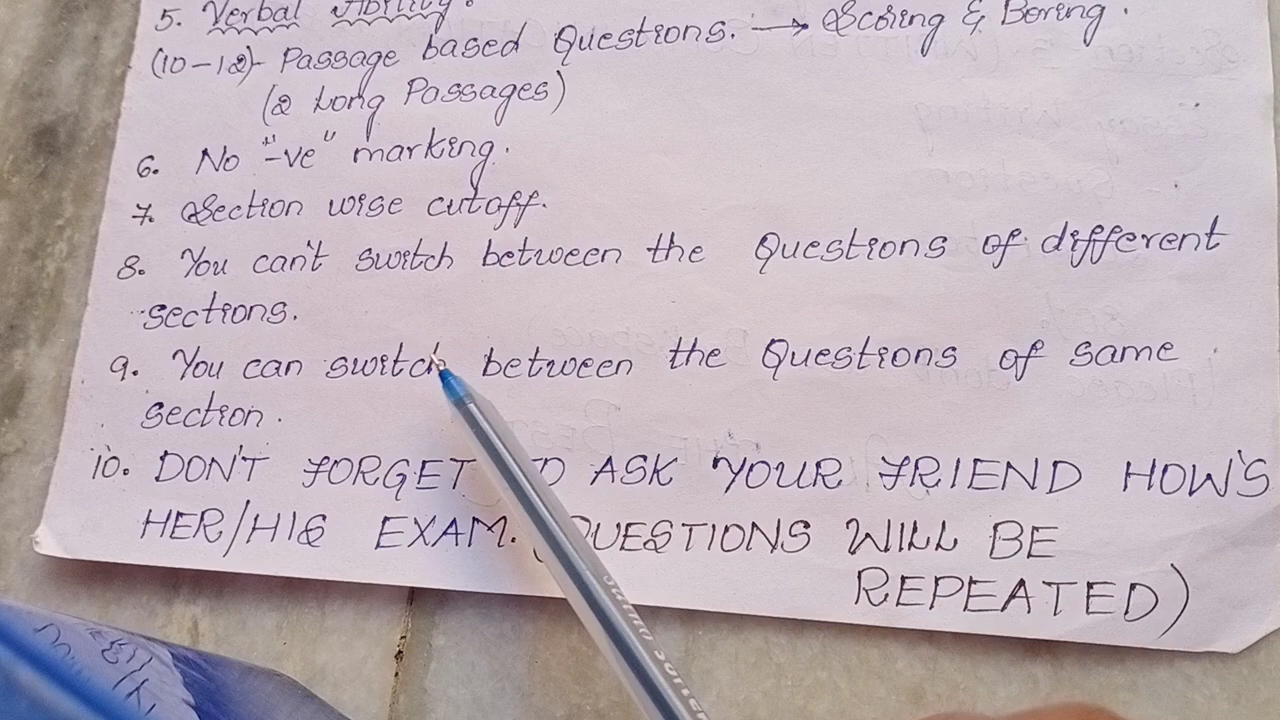 5. Verbal Ability.
(10-12)- Passage based Questions. → Scoring & Boring.
(2 Long Passages)
6. No "-ve" marking.
7. Section wise cutoff.
8. You can't switch between the Questions of different
sections.
9. You can switch between the Questions of same
section.
10. DON'T FORGET TO ASK YOUR FRIEND HOW'S
HER/HIS EXAM. (QUESTIONS WILL BE
REPEATED)